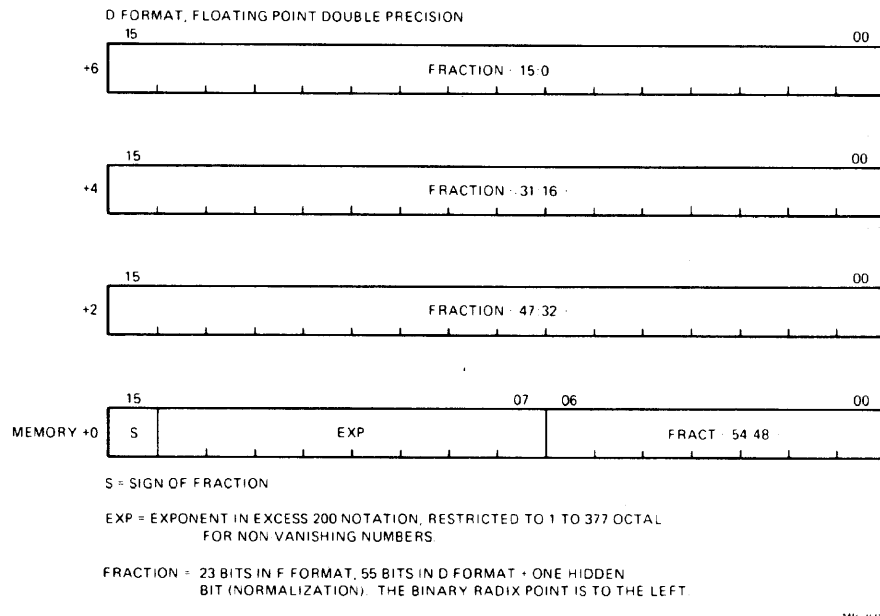 D FORMAT, FLOATING POINT DOUBLE PRECISION
15 00
+6 FRACTION · 15:0
15 00
+4 FRACTION · 31:16
15 00
+2 FRACTION · 47:32
15 07 06 00
MEMORY +0 S EXP FRACT · 54:48
S = SIGN OF FRACTION
EXP = EXPONENT IN EXCESS 200 NOTATION, RESTRICTED TO 1 TO 377 OCTAL
FOR NON-VANISHING NUMBERS.
FRACTION = 23 BITS IN F FORMAT, 55 BITS IN D FORMAT + ONE HIDDEN
BIT (NORMALIZATION). THE BINARY RADIX POINT IS TO THE LEFT.